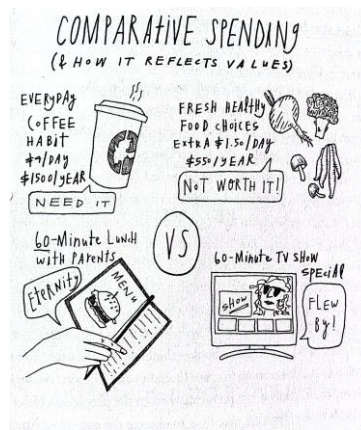 COMPARATIVE SPENDING
(& HOW IT REFLECTS VALUES)
EVERYDAY
COFFEE
HABIT
$4/DAY
$1500/YEAR
NEED IT
FRESH HEALTHY
FOOD CHOICES
EXTRA $1.50/DAY
$550/YEAR
NOT WORTH IT!
VS
60-MINUTE LUNCH
WITH PARENTS
ETERNITY
MENU
60-MINUTE TV SHOW
SPECIAL
SHOW
FLEW
BY!